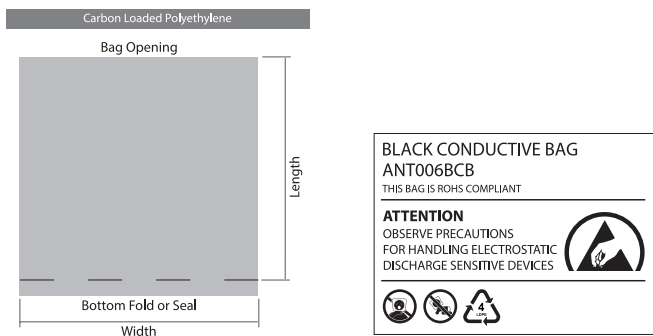 Carbon Loaded Polyethylene
Bag Opening
Length
Bottom Fold or Seal
Width
BLACK CONDUCTIVE BAG
ANT006BCB
THIS BAG IS ROHS COMPLIANT
ATTENTION
OBSERVE PRECAUTIONS
FOR HANDLING ELECTROSTATIC
DISCHARGE SENSITIVE DEVICES
4
LDPE